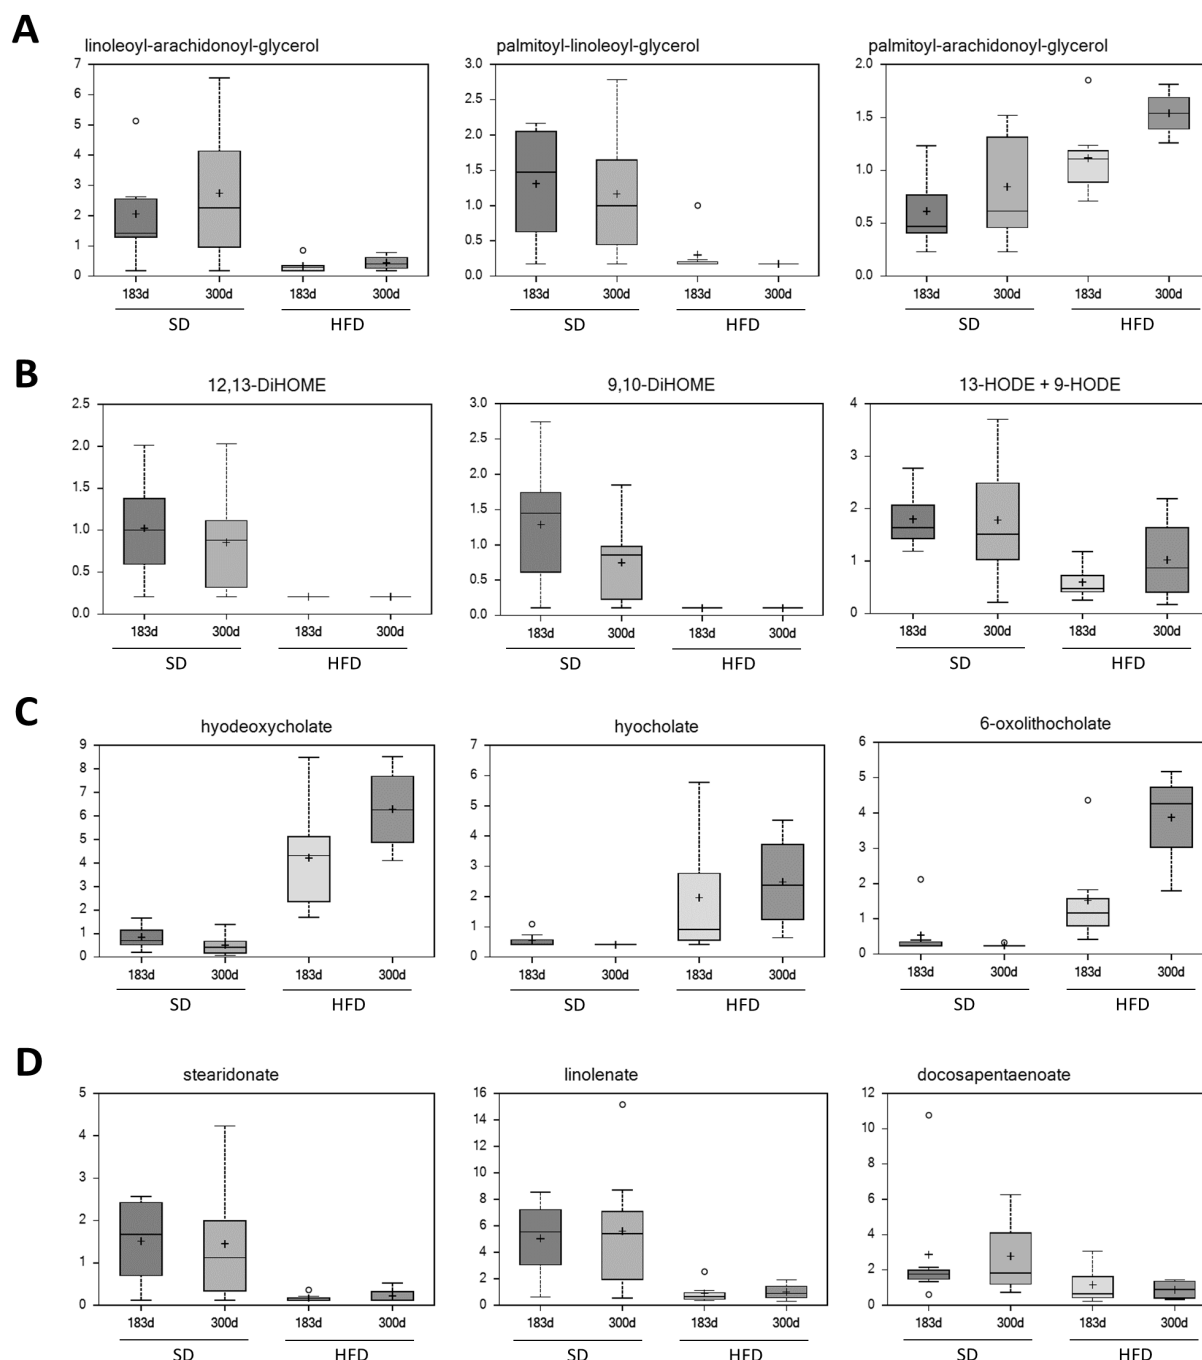 A
linoleoyl-arachidonoyl-glycerol
palmitoyl-linoleoyl-glycerol
palmitoyl-arachidonoyl-glycerol
7
6
5
4
3
2
1
0
3.0
2.5
2.0
1.5
1.0
0.5
0.0
2.0
1.5
1.0
0.5
0.0
183d 300d 183d 300d
183d 300d 183d 300d
183d 300d 183d 300d
SD HFD
SD HFD
SD HFD
B
12,13-DiHOME
9,10-DiHOME
13-HODE + 9-HODE
2.5
2.0
1.5
1.0
0.5
0.0
3.0
2.5
2.0
1.5
1.0
0.5
0.0
4
3
2
1
0
183d 300d 183d 300d
183d 300d 183d 300d
183d 300d 183d 300d
SD HFD
SD HFD
SD HFD
C
hyodeoxycholate
hyocholate
6-oxolithocholate
9
8
7
6
5
4
3
2
1
0
7
6
5
4
3
2
1
0
6
5
4
3
2
1
0
183d 300d 183d 300d
183d 300d 183d 300d
183d 300d 183d 300d
SD HFD
SD HFD
SD HFD
D
stearidonate
linolenate
docosapentaenoate
5
4
3
2
1
0
16
14
12
10
8
6
4
2
0
12
10
8
6
4
2
0
183d 300d 183d 300d
183d 300d 183d 300d
183d 300d 183d 300d
SD HFD
SD HFD
SD HFD